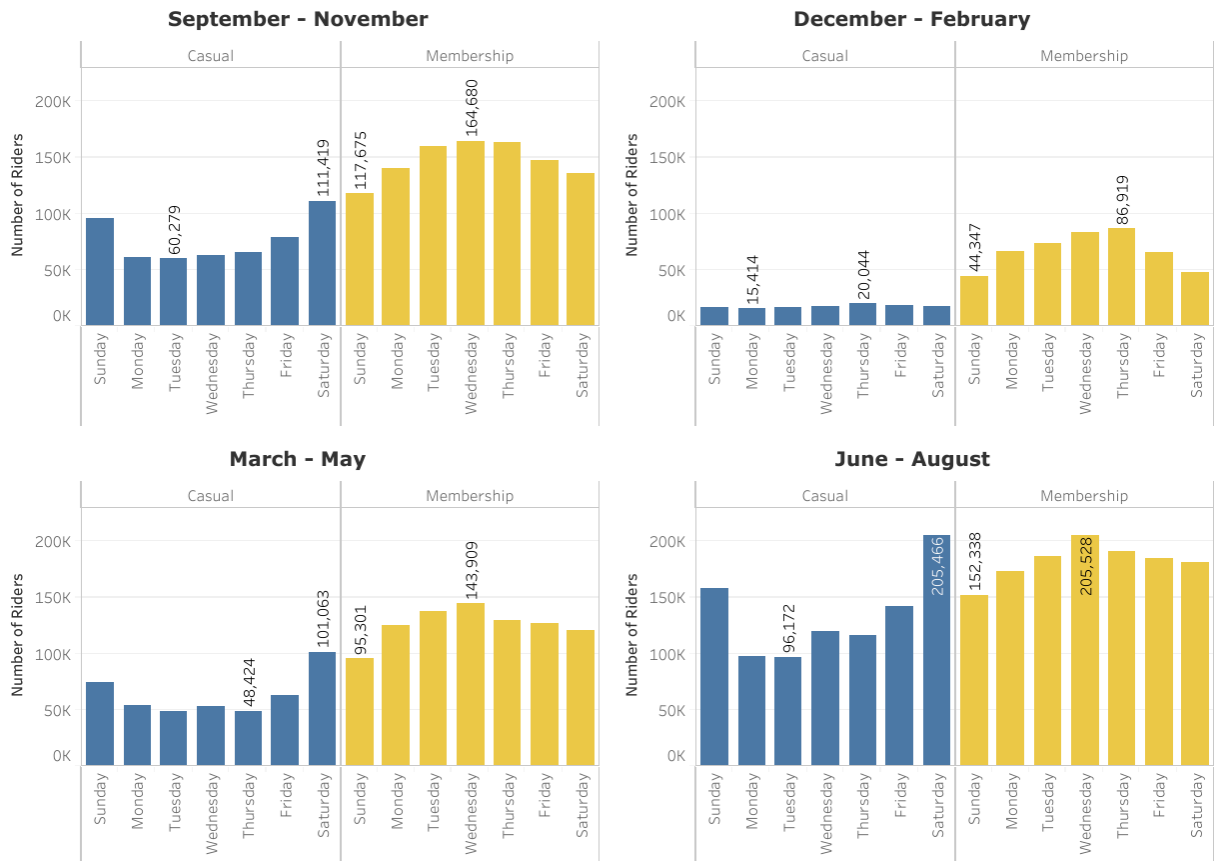 September - November
Casual
Membership
Number of Riders
200K
150K
100K
50K
0K
60,279
111,419
117,675
164,680
Sunday
Monday
Tuesday
Wednesday
Thursday
Friday
Saturday
Sunday
Monday
Tuesday
Wednesday
Thursday
Friday
Saturday
December - February
Casual
Membership
Number of Riders
200K
150K
100K
50K
0K
15,414
20,044
44,347
86,919
Sunday
Monday
Tuesday
Wednesday
Thursday
Friday
Saturday
Sunday
Monday
Tuesday
Wednesday
Thursday
Friday
Saturday
March - May
Casual
Membership
Number of Riders
200K
150K
100K
50K
0K
48,424
101,063
95,301
143,909
Sunday
Monday
Tuesday
Wednesday
Thursday
Friday
Saturday
Sunday
Monday
Tuesday
Wednesday
Thursday
Friday
Saturday
June - August
Casual
Membership
Number of Riders
200K
150K
100K
50K
0K
96,172
205,466
152,338
205,528
Sunday
Monday
Tuesday
Wednesday
Thursday
Friday
Saturday
Sunday
Monday
Tuesday
Wednesday
Thursday
Friday
Saturday